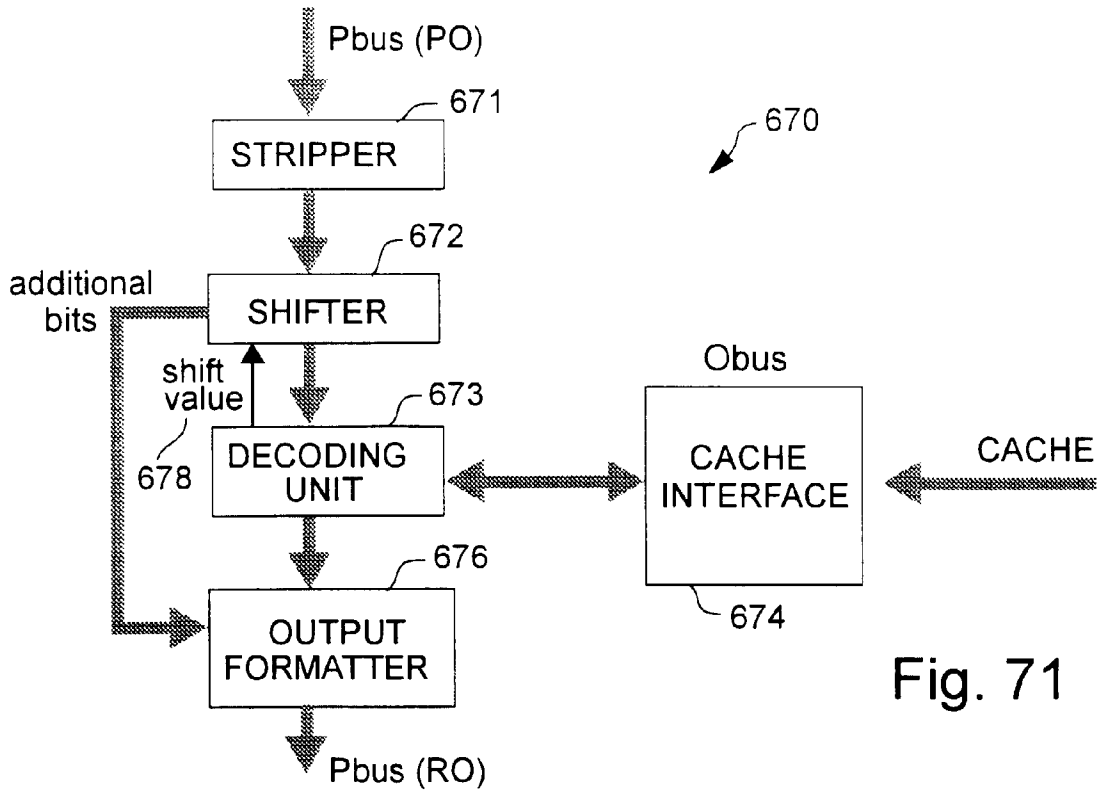 Pbus (PO)
671
670
STRIPPER
672
additional
bits
SHIFTER
Obus
shift
value
673
678
DECODING
UNIT
CACHE
INTERFACE
CACHE
676
674
OUTPUT
FORMATTER
Fig. 71
Pbus (RO)